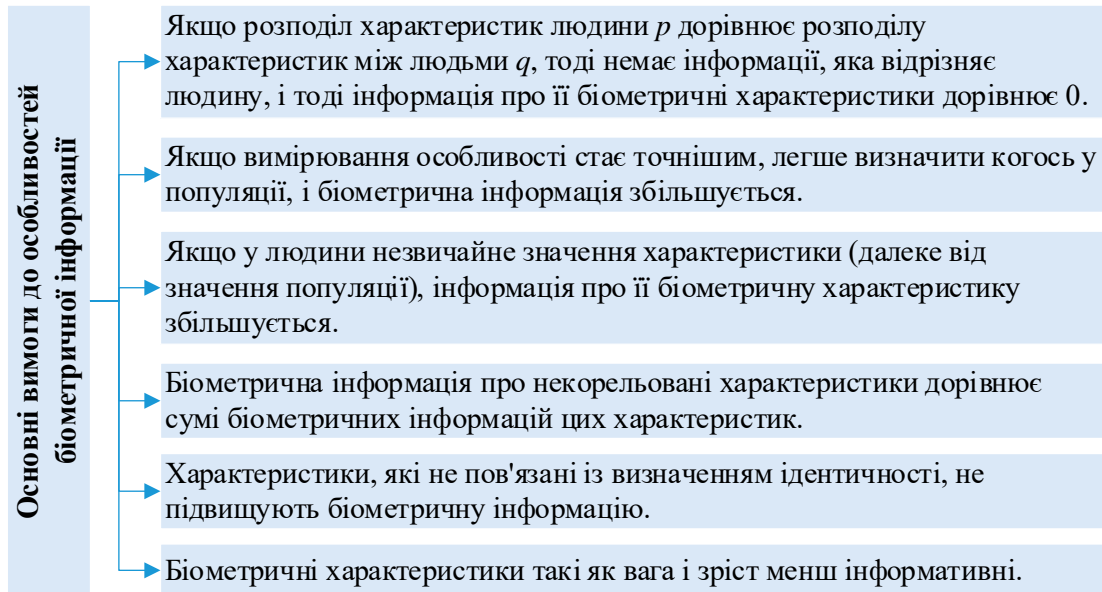 Основні вимоги до особливостей
біометричної інформації
Якщо розподіл характеристик людини p дорівнює розподілу
характеристик між людьми q, тоді немає інформації, яка відрізняє
людину, і тоді інформація про її біометричні характеристики дорівнює 0.
Якщо вимірювання особливості стає точнішим, легше визначити когось у
популяції, і біометрична інформація збільшується.
Якщо у людини незвичайне значення характеристики (далеке від
значення популяції), інформація про її біометричну характеристику
збільшується.
Біометрична інформація про некорельовані характеристики дорівнює
сумі біометричних інформацій цих характеристик.
Характеристики, які не пов'язані із визначенням ідентичності, не
підвищують біометричну інформацію.
Біометричні характеристики такі як вага і зріст менш інформативні.